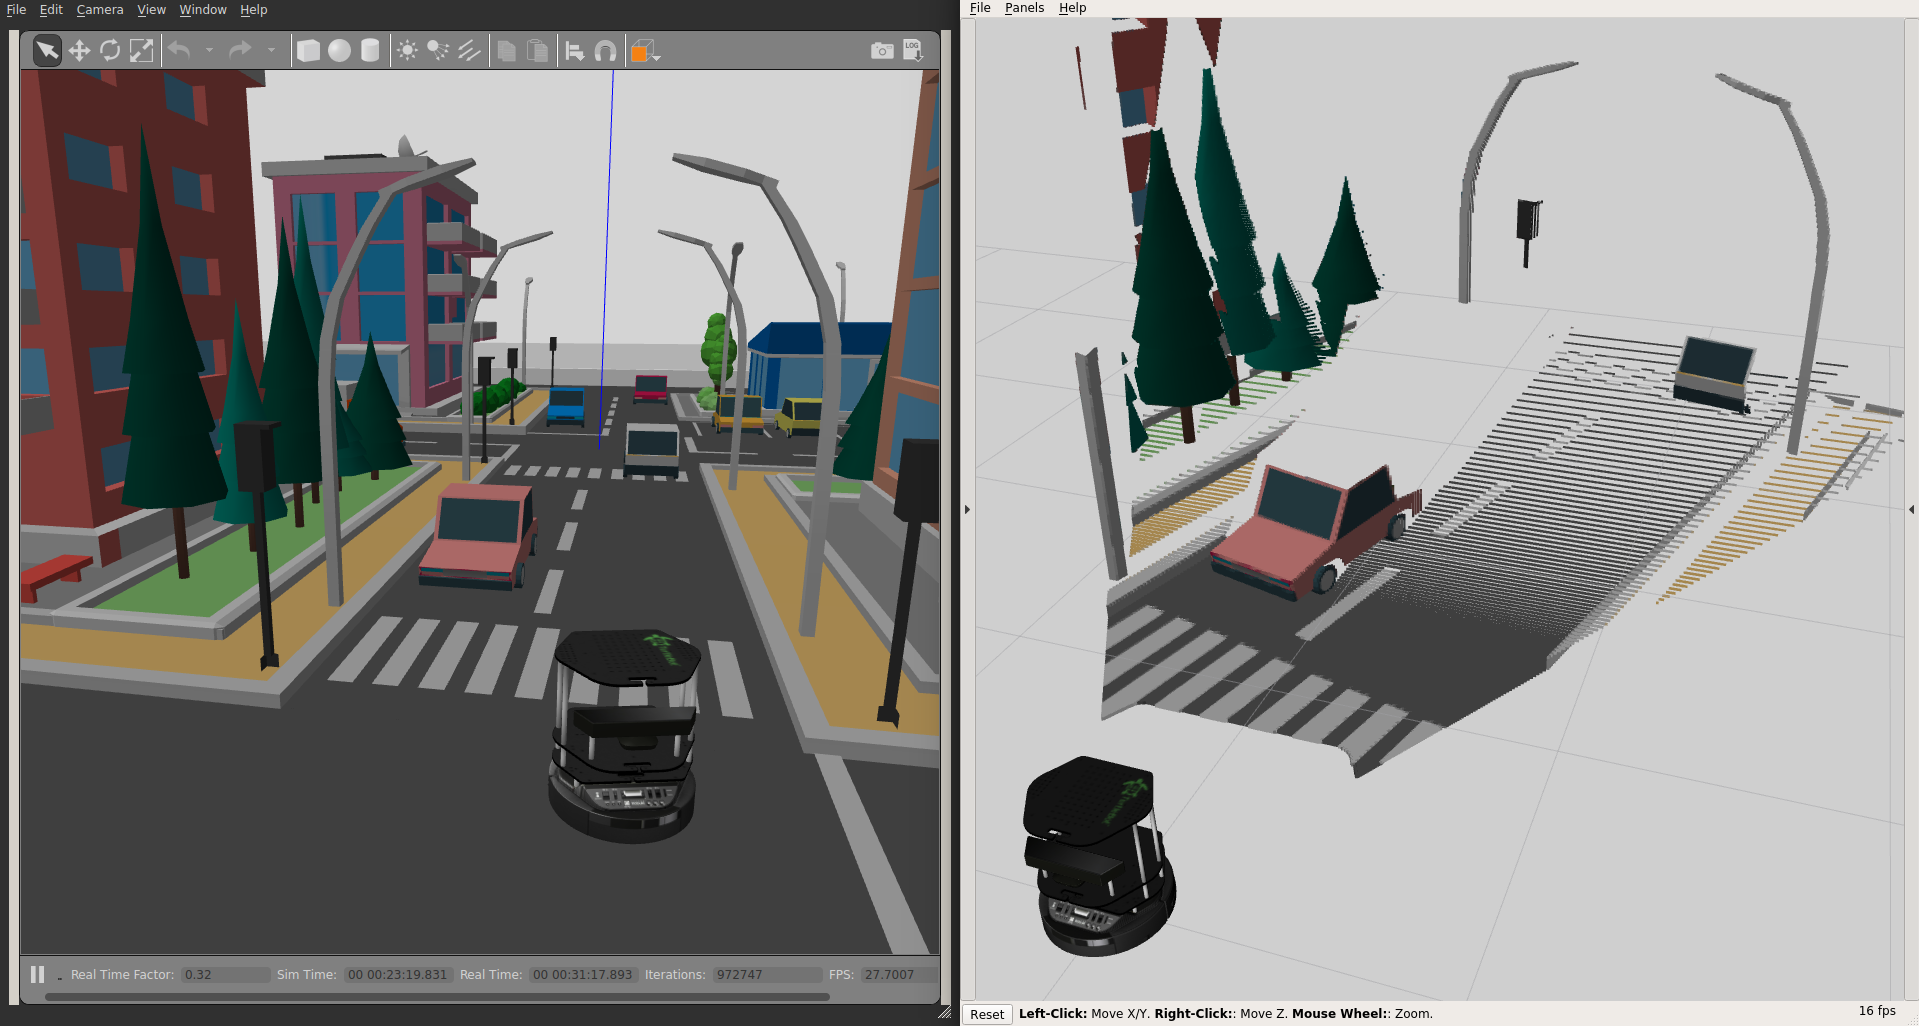 File Edit Camera View Window Help
LOG
Real Time Factor: 0.32 Sim Time: 00 00:23:19.831 Real Time: 00 00:31:17.893 Iterations: 972747 FPS: 27.7007
File Panels Help
Reset Left-Click: Move X/Y. Right-Click:: Move Z. Mouse Wheel:: Zoom. 16 fps